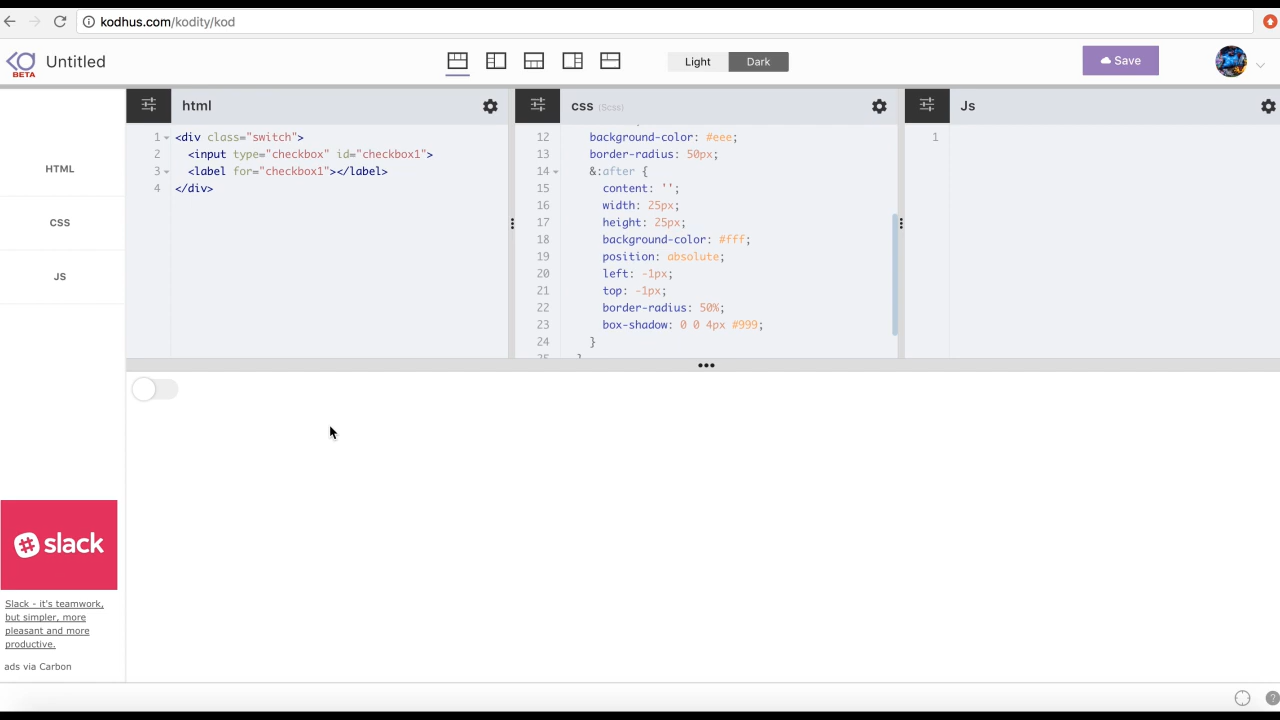 kodhus.com/kodity/kod
BETA
Untitled
Light
Dark
Save
html
css (Scss)
Js
HTML
CSS
JS
1 <div class="switch">
2 <input type="checkbox" id="checkbox1">
3 <label for="checkbox1"></label>
4 </div>
12 background-color: #eee;
13 border-radius: 50px;
14 &:after {
15 content: '';
16 width: 25px;
17 height: 25px;
18 background-color: #fff;
19 position: absolute;
20 left: -1px;
21 top: -1px;
22 border-radius: 50%;
23 box-shadow: 0 0 4px #999;
24 }
25 }
1
slack
Slack - it's teamwork,
but simpler, more
pleasant and more
productive.
ads via Carbon
?